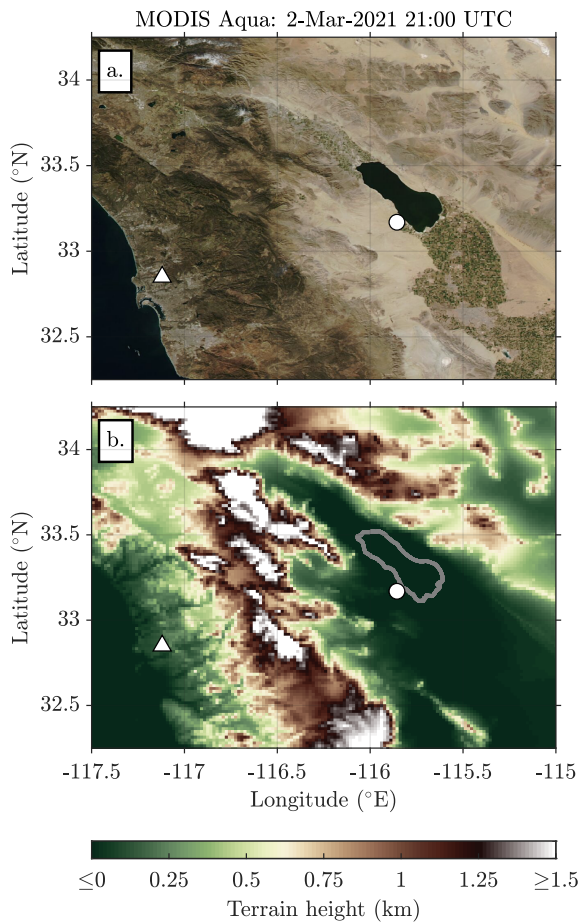 MODIS Aqua: 2-Mar-2021 21:00 UTC
a.
34
33.5
33
32.5
Latitude (°N)
b.
34
33.5
33
32.5
Latitude (°N)
-117.5 -117 -116.5 -116 -115.5 -115
Longitude (°E)
≤0 0.25 0.5 0.75 1 1.25 ≥1.5
Terrain height (km)